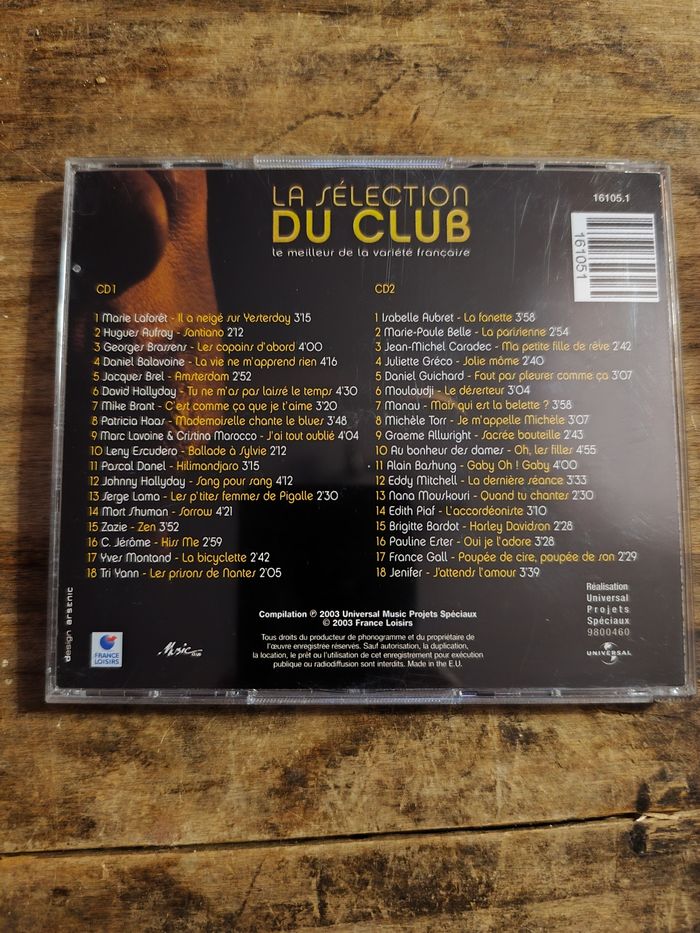 LA SÉLECTION
DU CLUB
le meilleur de la variété française
16105.1
161051
CD1
1 Marie Laforêt - Il a neigé sur Yesterday 3'15
2 Hugues Aufray - Santiano 2'12
3 Georges Brassens - Les copains d'abord 4'00
4 Daniel Balavoine - La vie ne m'apprend rien 4'16
5 Jacques Brel - Amsterdam 2'52
6 David Hallyday - Tu ne m'as pas laissé le temps 4'30
7 Mike Brant - C'est comme ça que je t'aime 3'20
8 Patricia Kaas - Mademoiselle chante le blues 3'48
9 Marc Lavoine & Cristina Marocco - J'ai tout oublié 4'04
10 Leny Escudero - Ballade à Sylvie 2'12
11 Pascal Danel - Kilimandjaro 3'15
12 Johnny Hallyday - Sang pour sang 4'12
13 Serge Lama - Les p'tites femmes de Pigalle 2'30
14 Mort Shuman - Sorrow 4'21
15 Zazie - Zen 3'52
16 C. Jérôme - Kiss Me 2'59
17 Yves Montand - La bicyclette 2'42
18 Tri Yann - Les prisons de Nantes 2'05
CD2
1 Isabelle Aubret - La fanette 3'58
2 Marie-Paule Belle - La parisienne 2'54
3 Jean-Michel Caradec - Ma petite fille de rêve 2'42
4 Juliette Gréco - Jolie môme 2'40
5 Daniel Guichard - Faut pas pleurer comme ça 3'07
6 Mouloudji - Le déserteur 3'04
7 Manau - Mais qui est la belette ? 3'58
8 Michèle Torr - Je m'appelle Michèle 3'07
9 Graeme Allwright - Sacrée bouteille 2'43
10 Au bonheur des dames - Oh, les filles 4'55
11 Alain Bashung - Gaby Oh ! Gaby 4'00
12 Eddy Mitchell - La dernière séance 3'33
13 Nana Mouskouri - Quand tu chantes 2'30
14 Edith Piaf - L'accordéoniste 3'10
15 Brigitte Bardot - Harley Davidson 2'28
16 Pauline Ester - Oui je l'adore 3'28
17 France Gall - Poupée de cire, poupée de son 2'29
18 Jenifer - J'attends l'amour 3'39
design arsenic
FRANCE
LOISIRS
Music club
Compilation ℗ 2003 Universal Music Projets Spéciaux
© 2003 France Loisirs
Tous droits du producteur de phonogramme et du propriétaire de
l'œuvre enregistrée réservés. Sauf autorisation, la duplication,
la location, le prêt ou l'utilisation de cet enregistrement pour exécution
publique ou radiodiffusion sont interdits. Made in the E.U.
Réalisation
Universal
Projets
Spéciaux
9800460
UNIVERSAL